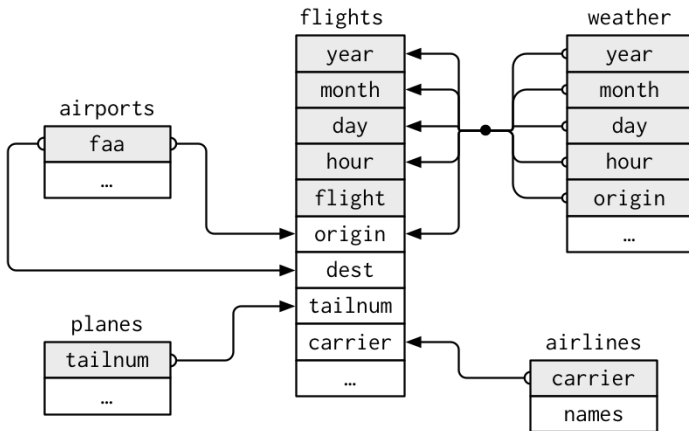 flights
year
month
day
hour
flight
origin
dest
tailnum
carrier
…
weather
year
month
day
hour
origin
…
airports
faa
…
planes
tailnum
…
airlines
carrier
names